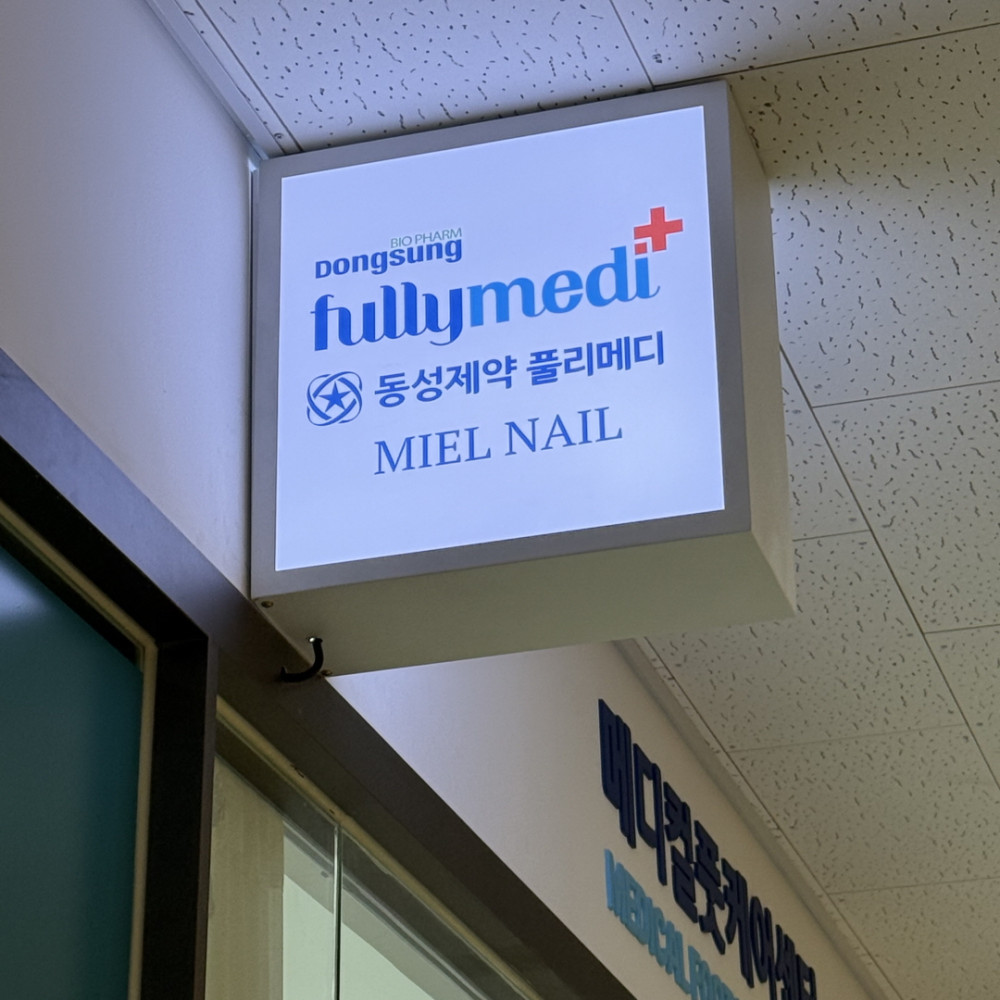 BIO PHARM
Dongsung
fullymedi
동성제약 풀리메디
MIEL NAIL
메디컬풋케어센터
MEDICAL